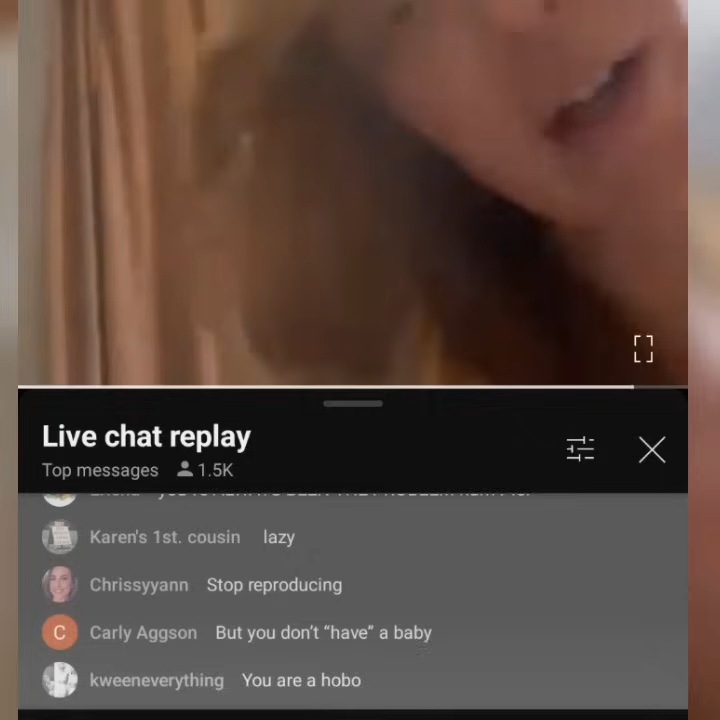 Live chat replay
Top messages 1.5K
Karen's 1st. cousin lazy
Chrissyyann Stop reproducing
C Carly Aggson But you don't “have” a baby
kweeneverything You are a hobo